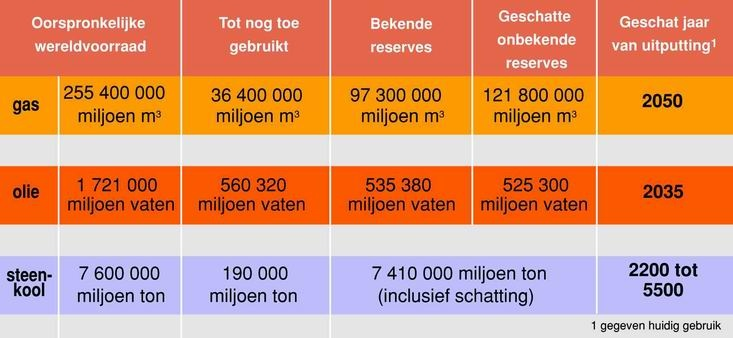 Oorspronkelijke
wereldvoorraad
Tot nog toe
gebruikt
Bekende
reserves
Geschatte
onbekende
reserves
Geschat jaar
van uitputting¹
gas
255 400 000
miljoen m³
36 400 000
miljoen m³
97 300 000
miljoen m³
121 800 000
miljoen m³
2050
olie
1 721 000
miljoen vaten
560 320
miljoen vaten
535 380
miljoen vaten
525 300
miljoen vaten
2035
steen-
kool
7 600 000
miljoen ton
190 000
miljoen ton
7 410 000 miljoen ton
(inclusief schatting)
2200 tot
5500
1 gegeven huidig gebruik